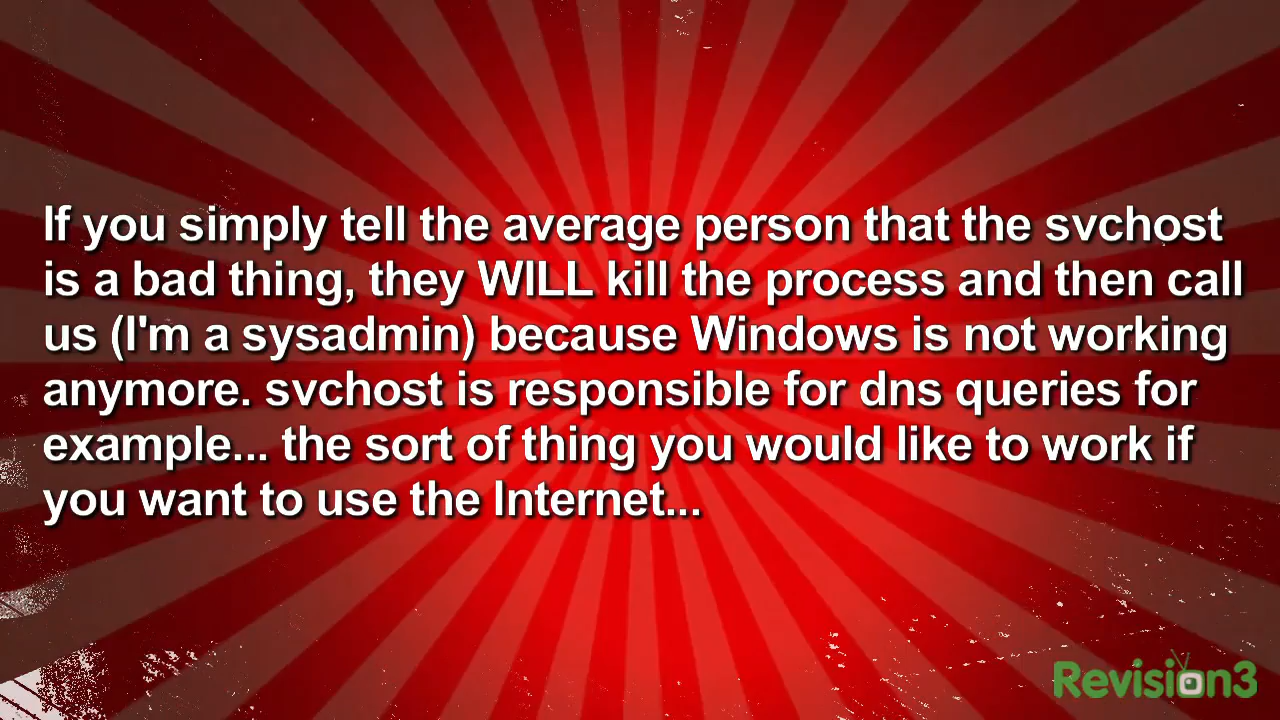 If you simply tell the average person that the svchost
is a bad thing, they WILL kill the process and then call
us (I'm a sysadmin) because Windows is not working
anymore. svchost is responsible for dns queries for
example... the sort of thing you would like to work if
you want to use the Internet...
Revision3